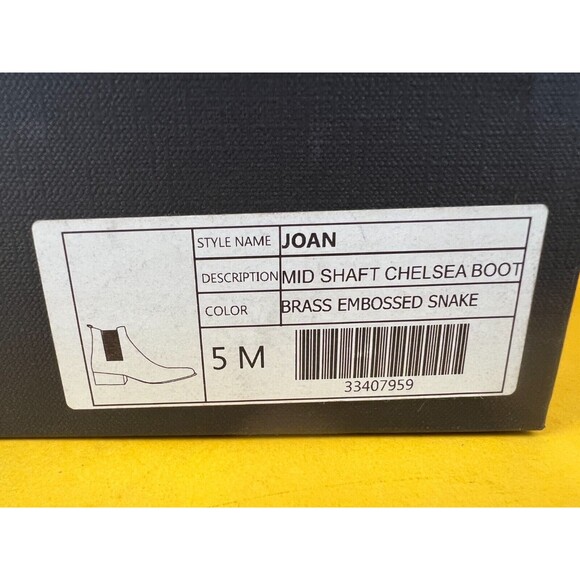 STYLE NAME JOAN
DESCRIPTION MID SHAFT CHELSEA BOOT
COLOR BRASS EMBOSSED SNAKE
5 M
33407959